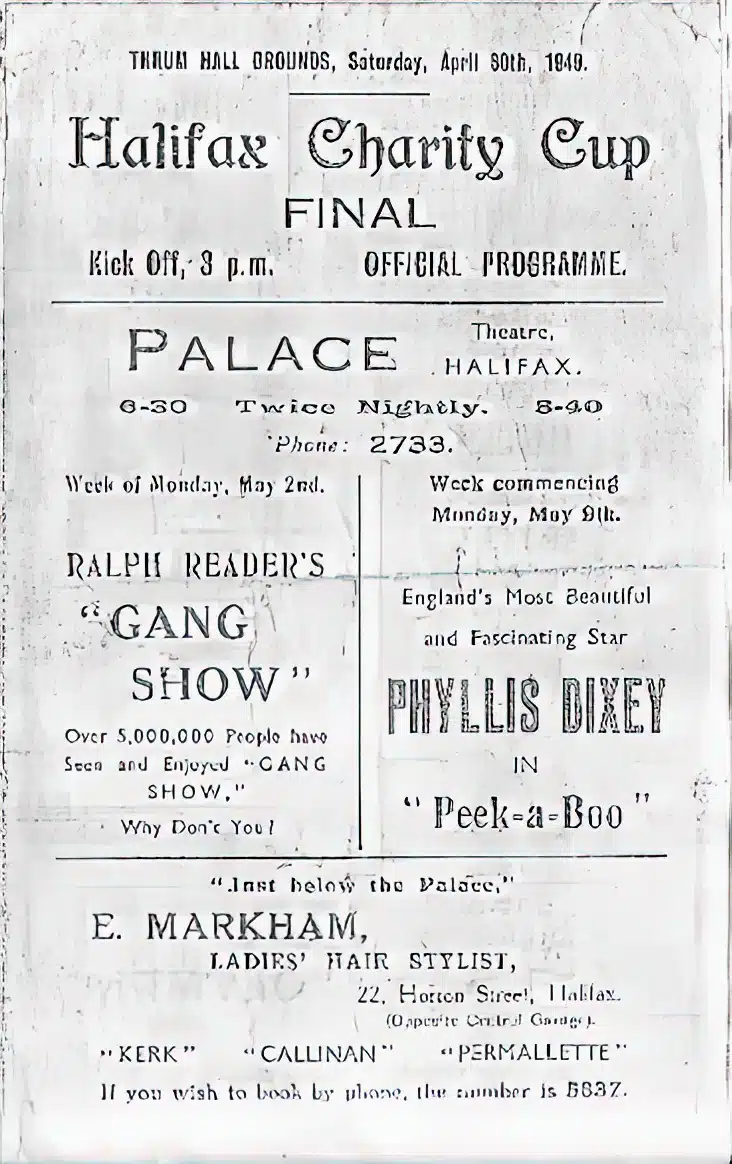 THRUM HALL GROUNDS, Saturday, April 30th, 1949.
Halifax Charity Cup
FINAL
Kick Off, 3 p.m. OFFICIAL PROGRAMME.
PALACE Theatre, HALIFAX.
6-30 Twice Nightly. 8-40
'Phone: 2733.
Week of Monday, May 2nd.
RALPH READER'S
"GANG
SHOW"
Over 5,000,000 People have
Seen and Enjoyed "GANG
SHOW,"
Why Don't You?
Week commencing
Monday, May 9th.
England's Most Beautiful
and Fascinating Star
PHYLLIS DIXEY
IN
"Peek-a-Boo"
"Just below the Palace,"
E. MARKHAM,
LADIES' HAIR STYLIST,
22, Horton Street, Halifax.
(Opposite Central Garage).
"KERK" "CALLINAN" "PERMALLETTE"
If you wish to book by phone, the number is